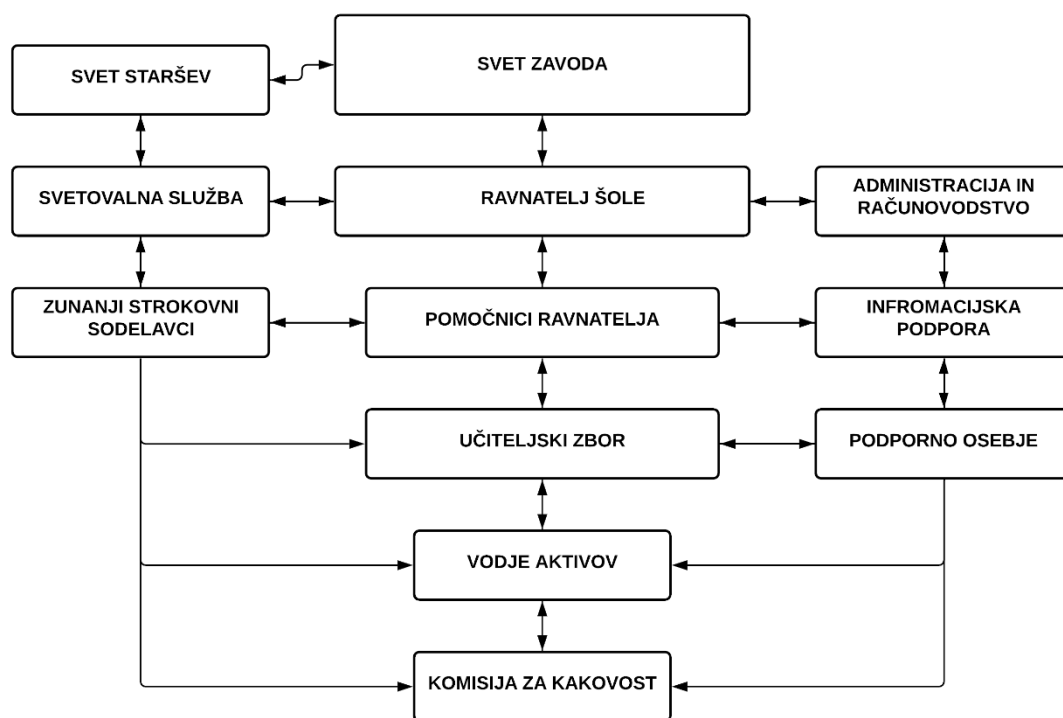 SVET STARŠEV
SVET ZAVODA
SVETOVALNA SLUŽBA
RAVNATELJ ŠOLE
ADMINISTRACIJA IN
RAČUNOVODSTVO
ZUNANJI STROKOVNI
SODELAVCI
POMOČNICI RAVNATELJA
INFROMACIJSKA
PODPORA
UČITELJSKI ZBOR
PODPORNO OSEBJE
VODJE AKTIVOV
KOMISIJA ZA KAKOVOST